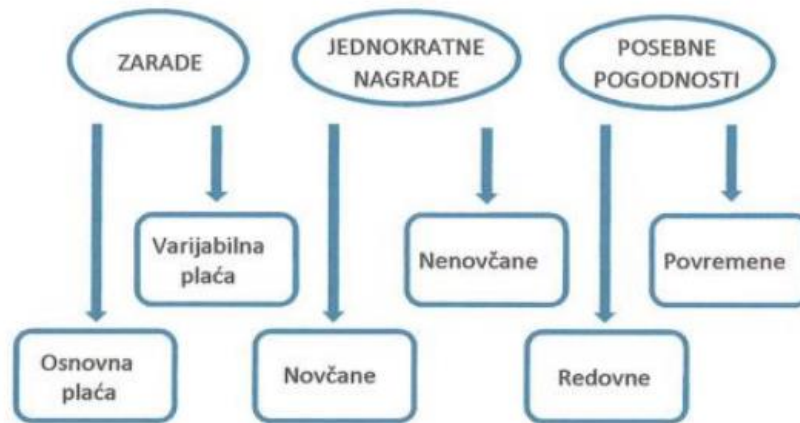 ZARADE
JEDNOKRATNE
NAGRADE
POSEBNE
POGODNOSTI
Varijabilna
plaća
Nenovčane
Povremene
Osnovna
plaća
Novčane
Redovne